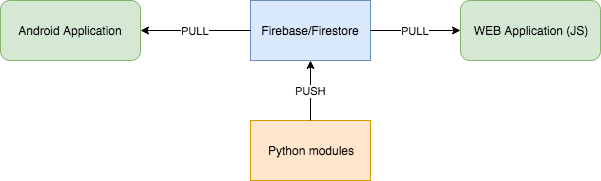 Android Application
PULL
Firebase/Firestore
PULL
WEB Application (JS)
PUSH
Python modules